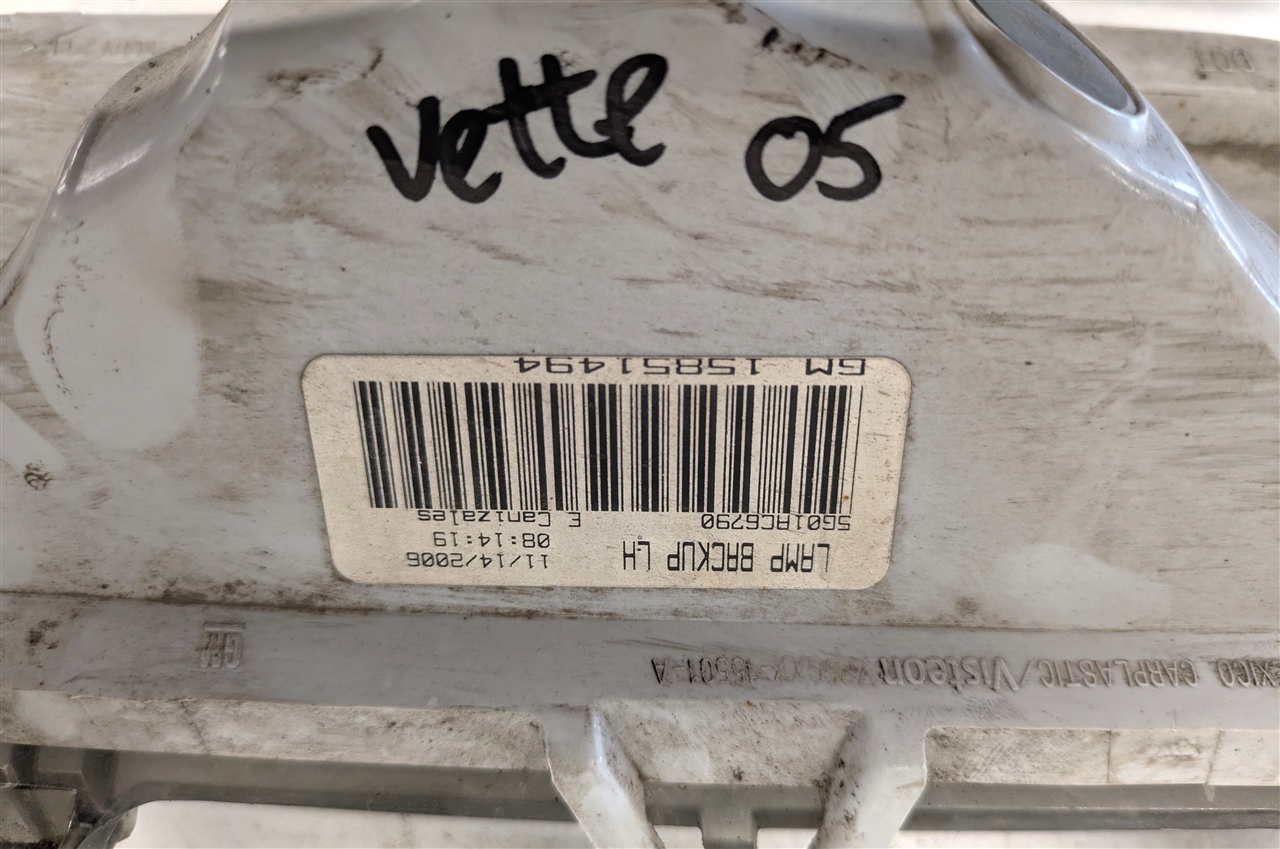 vette 05
GM 15851494
5G01AC6790 E Canizales
LAMP BACKUP LH
08:14:19
11/14/2006
GM
CARPLASTIC/Visteon